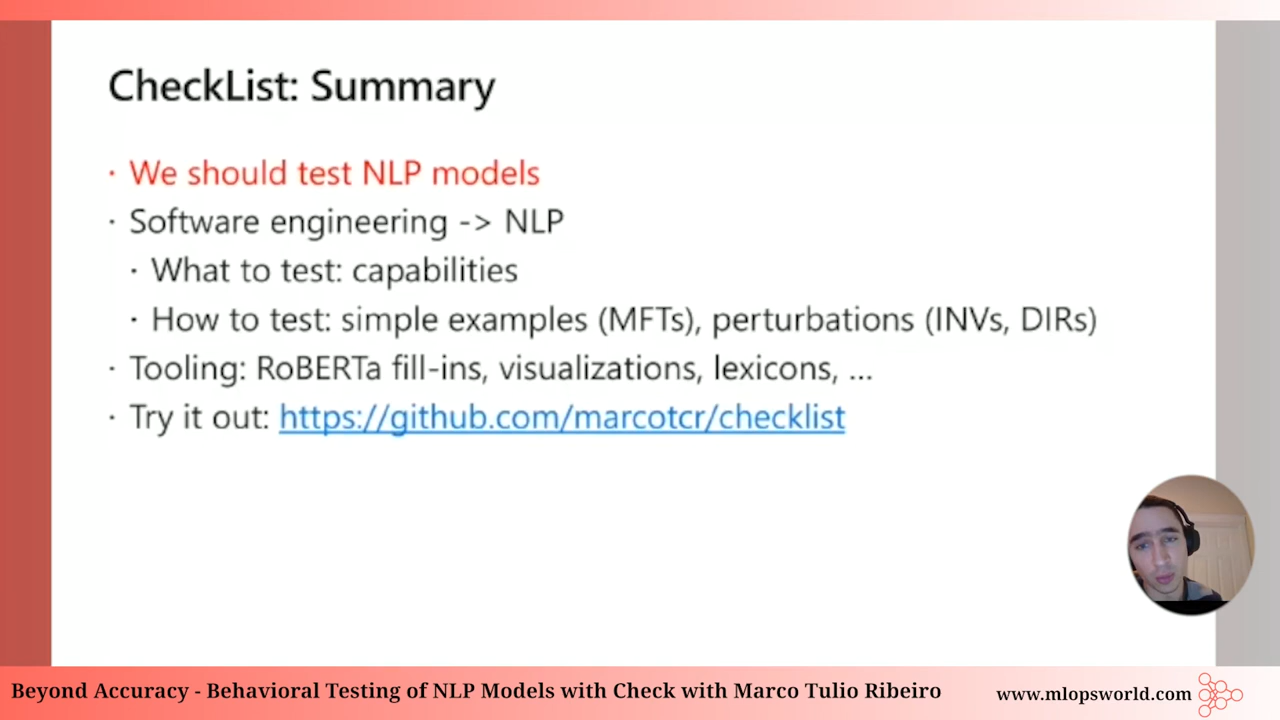 CheckList: Summary
· We should test NLP models
· Software engineering -> NLP
· What to test: capabilities
· How to test: simple examples (MFTs), perturbations (INVs, DIRs)
· Tooling: RoBERTa fill-ins, visualizations, lexicons, ...
· Try it out: https://github.com/marcotcr/checklist
Beyond Accuracy - Behavioral Testing of NLP Models with Check with Marco Tulio Ribeiro
www.mlopsworld.com